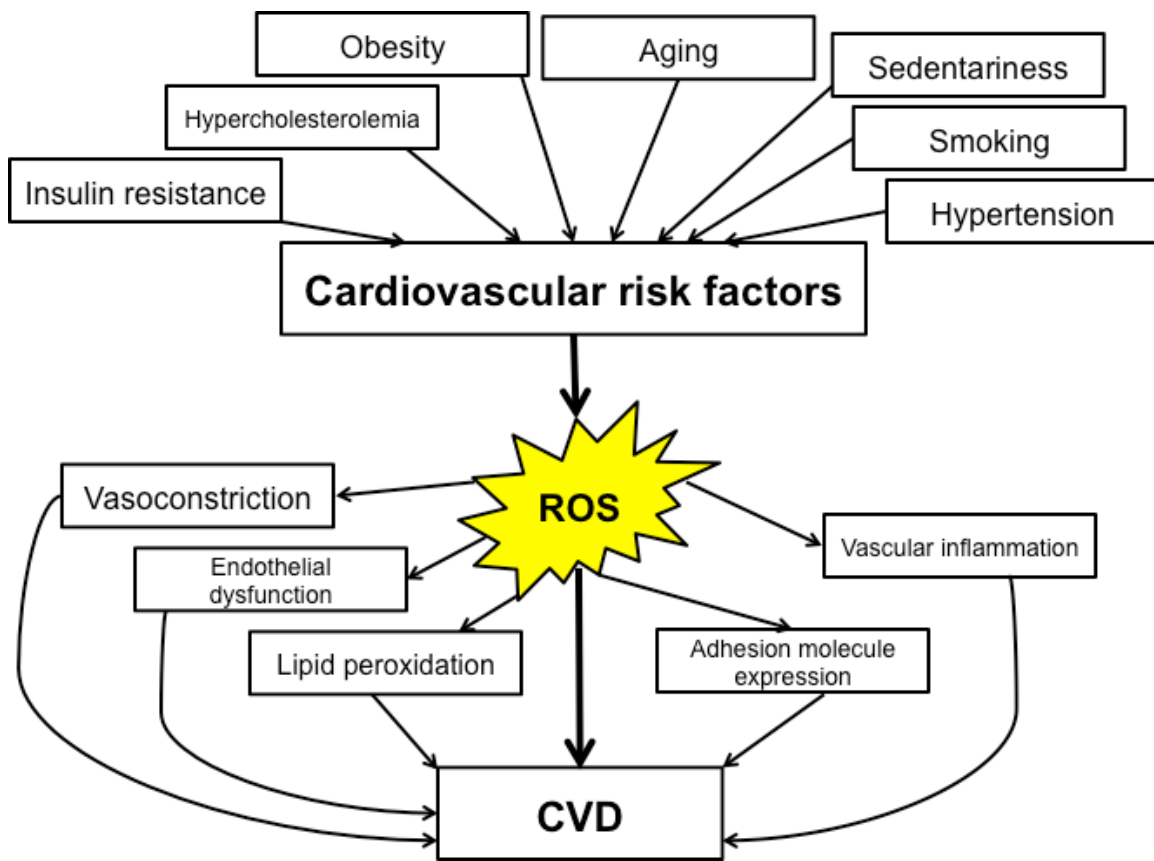 Obesity
Aging
Sedentariness
Hypercholesterolemia
Smoking
Insulin resistance
Hypertension
Cardiovascular risk factors
ROS
Vasoconstriction
Vascular inflammation
Endothelial
dysfunction
Lipid peroxidation
Adhesion molecule
expression
CVD